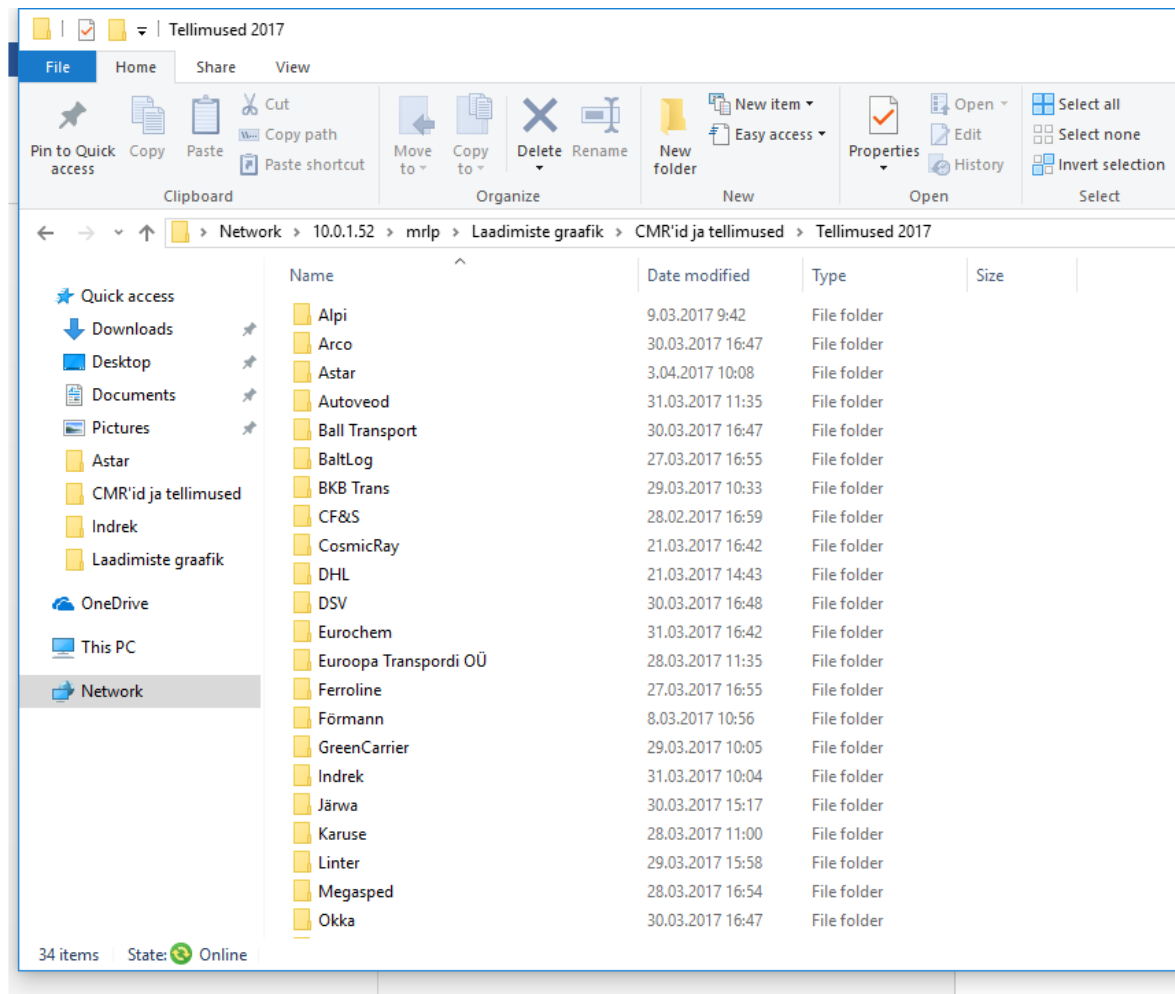 Tellimused 2017
File Home Share View
Pin to Quick access
Copy
Paste
Cut
Copy path
Paste shortcut
Clipboard
Move to
Copy to
Delete
Rename
Organize
New folder
New item
Easy access
New
Properties
Open
Edit
History
Open
Select all
Select none
Invert selection
Select
Network > 10.0.1.52 > mrlp > Laadimiste graafik > CMR'id ja tellimused > Tellimused 2017
Quick access
Downloads
Desktop
Documents
Pictures
Astar
CMR'id ja tellimused
Indrek
Laadimiste graafik
OneDrive
This PC
Network
Name Date modified Type Size
Alpi 9.03.2017 9:42 File folder
Arco 30.03.2017 16:47 File folder
Astar 3.04.2017 10:08 File folder
Autoveod 31.03.2017 11:35 File folder
Ball Transport 30.03.2017 16:47 File folder
BaltLog 27.03.2017 16:55 File folder
BKB Trans 29.03.2017 10:33 File folder
CF&S 28.02.2017 16:59 File folder
CosmicRay 21.03.2017 16:42 File folder
DHL 21.03.2017 14:43 File folder
DSV 30.03.2017 16:48 File folder
Eurochem 31.03.2017 16:42 File folder
Euroopa Transpordi OÜ 28.03.2017 11:35 File folder
Ferroline 27.03.2017 16:55 File folder
Förmann 8.03.2017 10:56 File folder
GreenCarrier 29.03.2017 10:05 File folder
Indrek 31.03.2017 10:04 File folder
Järwa 30.03.2017 15:17 File folder
Karuse 28.03.2017 11:00 File folder
Linter 29.03.2017 15:58 File folder
Megasped 28.03.2017 16:54 File folder
Okka 30.03.2017 16:47 File folder
34 items State: Online